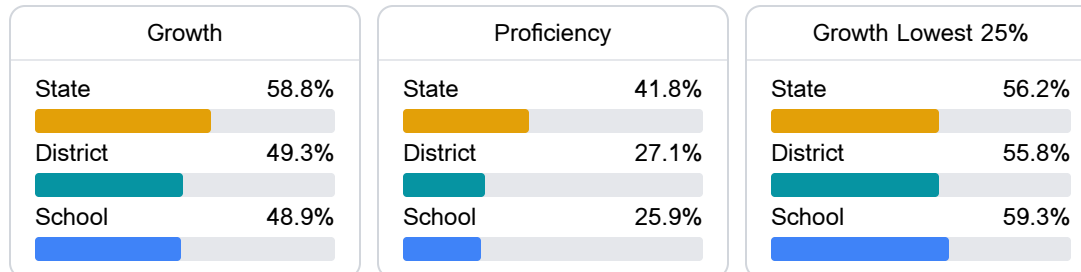 Growth
State 58.8%
District 49.3%
School 48.9%
Proficiency
State 41.8%
District 27.1%
School 25.9%
Growth Lowest 25%
State 56.2%
District 55.8%
School 59.3%